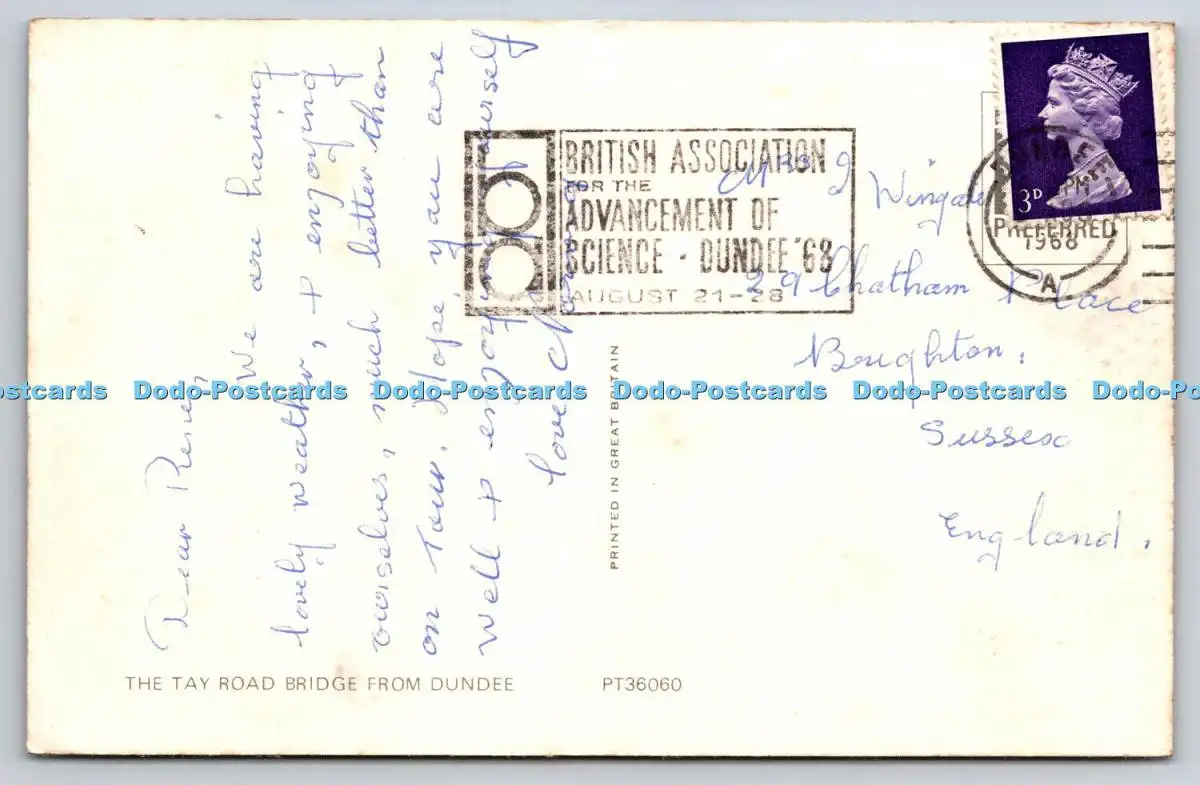 Dear Rene,
We are having
lovely weather, + enjoying
ourselves, much better than
on Tour. Hope you are
well + enjoying yourself
love
BRITISH ASSOCIATION
FOR THE
ADVANCEMENT OF
SCIENCE - DUNDEE '68
AUGUST 21-28
3D
DUNDEE
PM
PREFERRED
1968
A
Mrs J Wingate
29 Chatham Place
Brighton.
Sussex
England.
PRINTED IN GREAT BRITAIN
THE TAY ROAD BRIDGE FROM DUNDEE
PT36060
Dodo-Postcards Dodo-Postcards Dodo-Postcards Dodo-Postcards